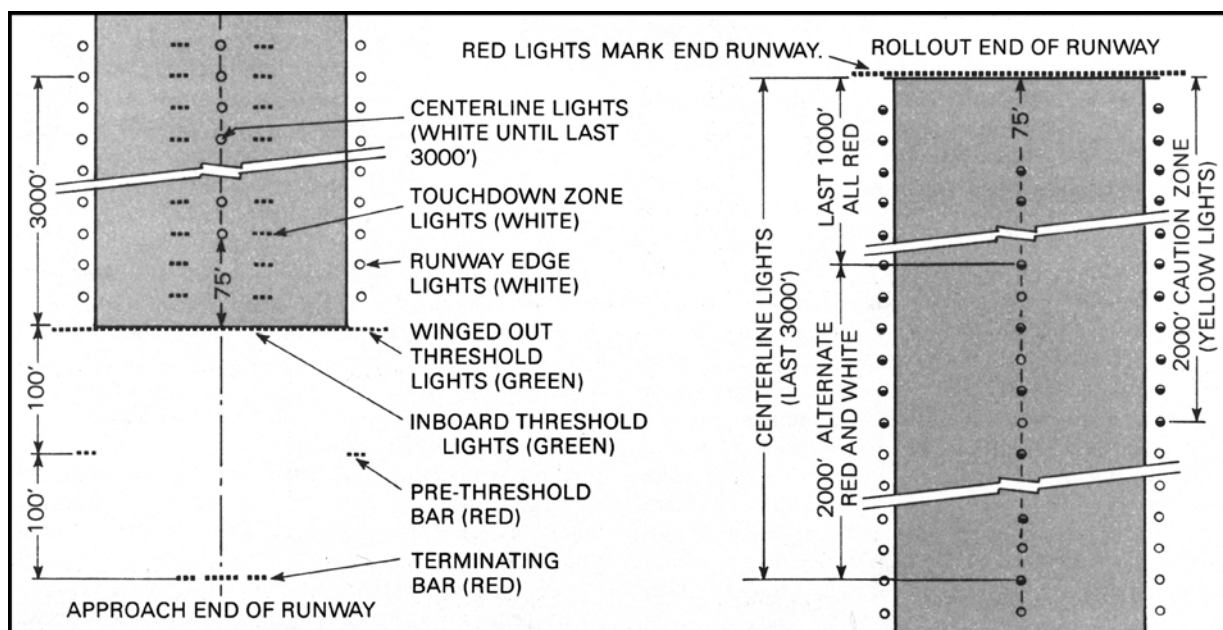 3000'
100'
100'
75'
CENTERLINE LIGHTS
(WHITE UNTIL LAST
3000')
TOUCHDOWN ZONE
LIGHTS (WHITE)
RUNWAY EDGE
LIGHTS (WHITE)
WINGED OUT
THRESHOLD
LIGHTS (GREEN)
INBOARD THRESHOLD
LIGHTS (GREEN)
PRE-THRESHOLD
BAR (RED)
TERMINATING
BAR (RED)
APPROACH END OF RUNWAY
RED LIGHTS MARK END RUNWAY.
ROLLOUT END OF RUNWAY
CENTERLINE LIGHTS
(LAST 3000')
LAST 1000'
ALL RED
2000' ALTERNATE
RED AND WHITE
75'
2000' CAUTION ZONE
(YELLOW LIGHTS)